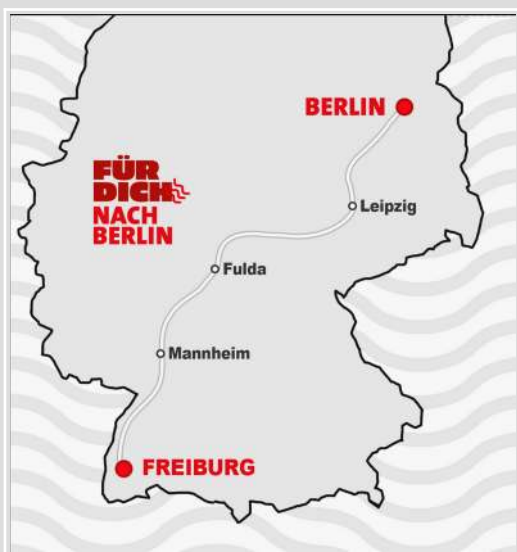 BERLIN
FÜR
DICH
NACH
BERLIN
Leipzig
Fulda
Mannheim
FREIBURG